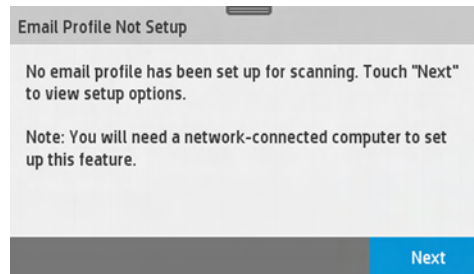 Email Profile Not Setup
No email profile has been set up for scanning. Touch "Next"
to view setup options.
Note: You will need a network-connected computer to set
up this feature.
Next